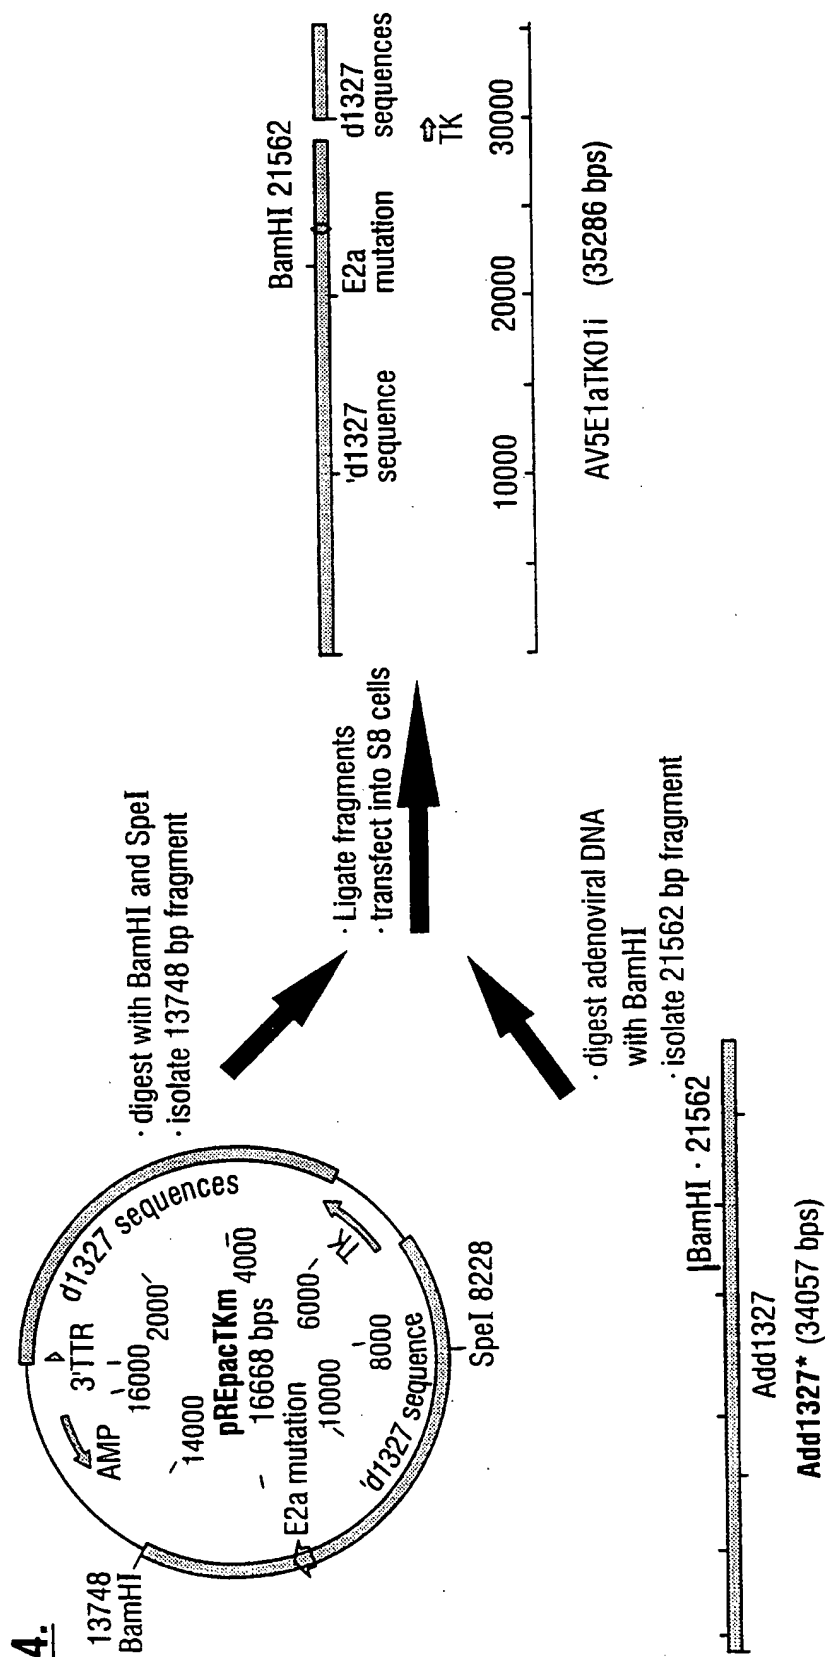 4.
13748
BamHI
AMP
3'TTR
d1327 sequences
16000
2000
14000
4000
pREpacTKm
16668 bps
6000
TK
E2a mutation
10000
8000
'd1327 sequence
SpeI 8228
· digest with BamHI and SpeI
· isolate 13748 bp fragment
BamHI · 21562
Add1327
Add1327* (34057 bps)
· digest adenoviral DNA
with BamHI
· isolate 21562 bp fragment
· Ligate fragments
· transfect into S8 cells
BamHI 21562
'd1327
sequence
E2a
mutation
d1327
sequences
TK
10000
20000
30000
AV5E1aTK01i (35286 bps)